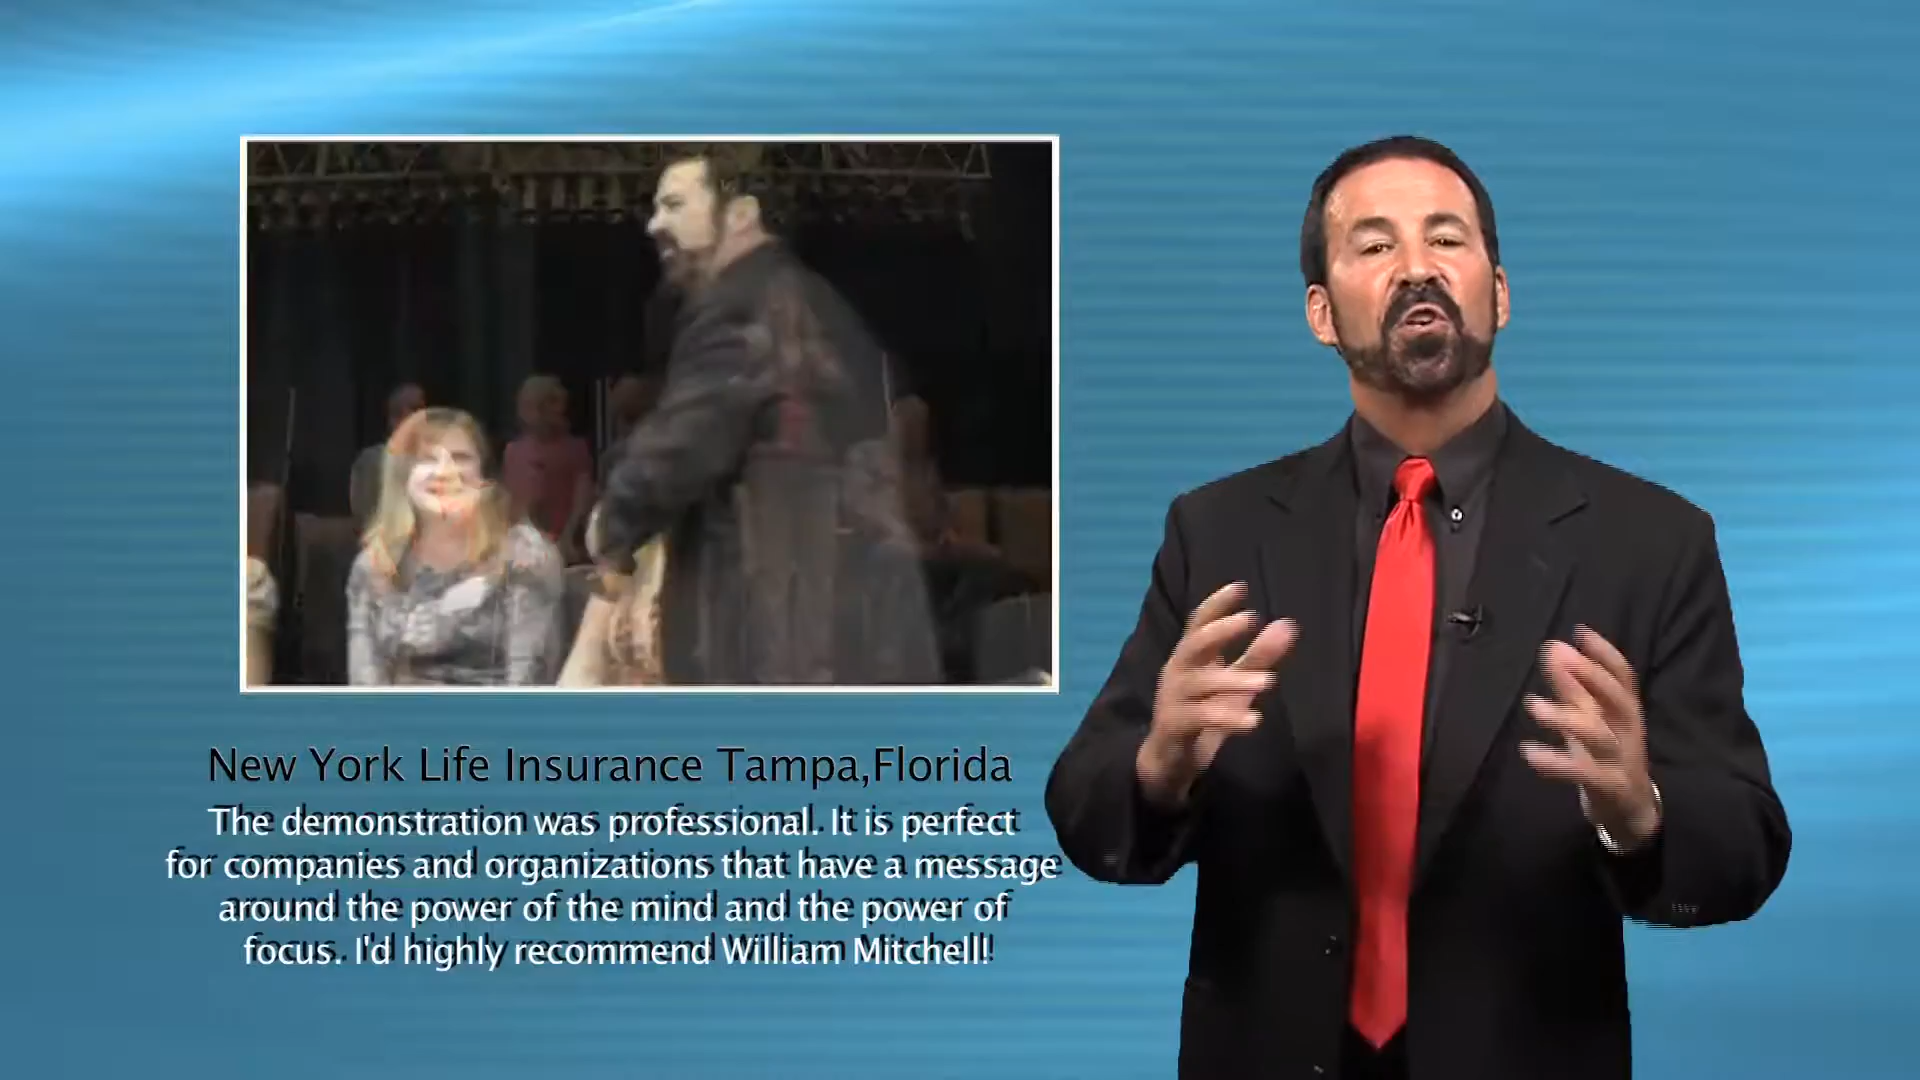 New York Life Insurance Tampa,Florida
The demonstration was professional. It is perfect
for companies and organizations that have a message
around the power of the mind and the power of
focus. I'd highly recommend William Mitchell!